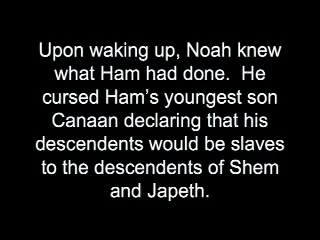 Upon waking up, Noah knew
what Ham had done.  He
cursed Ham's youngest son
Canaan declaring that his
descendents would be slaves
to the descendents of Shem
and Japeth.